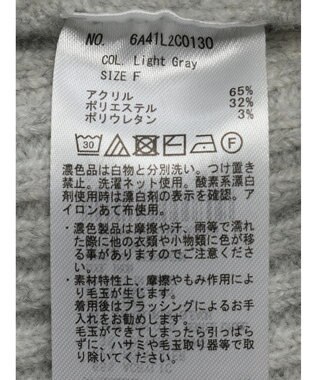 NO. 6A41L2C0130
COL. Light Gray
SIZE F
アクリル 65%
ポリエステル 32%
ポリウレタン 3%
30 F
濃色品は白物と分別洗い。つけ置き
禁止。洗濯ネット使用。酸素系漂白
剤使用時は漂白剤の表示を確認。ア
イロンあて布使用。
・濃色製品は摩擦や汗、雨等で濡れ
た際に他の衣類や小物類に色が移
る事がありますのでご注意くださ
い。
・素材特性上、摩擦やもみ作用によ
り毛玉が生じます。
着用後はブラッシングによるお手
入れをお勧めします。
毛玉ができてしまったら引っぱら
ずに、ハサミや毛玉取り器等で取
り除いてください。